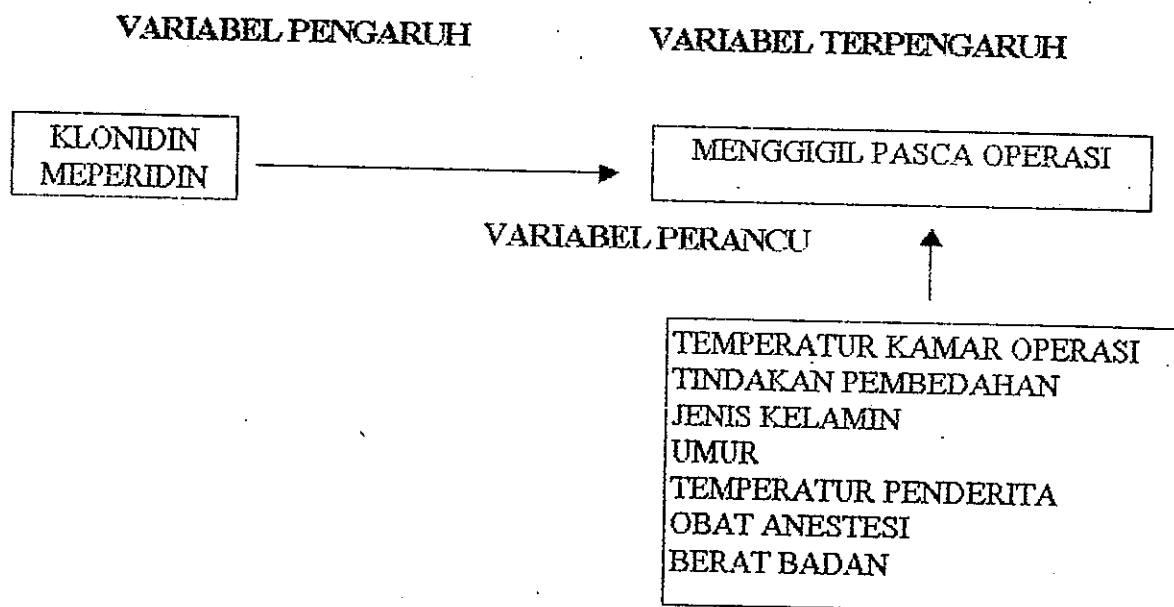 VARIABEL PENGARUH
VARIABEL TERPENGARUH
KLONIDIN
MEPERIDIN
MENGGIGIL PASCA OPERASI
VARIABEL PERANCU
TEMPERATUR KAMAR OPERASI
TINDAKAN PEMBEDAHAN
JENIS KELAMIN
UMUR
TEMPERATUR PENDERITA
OBAT ANESTESI
BERAT BADAN